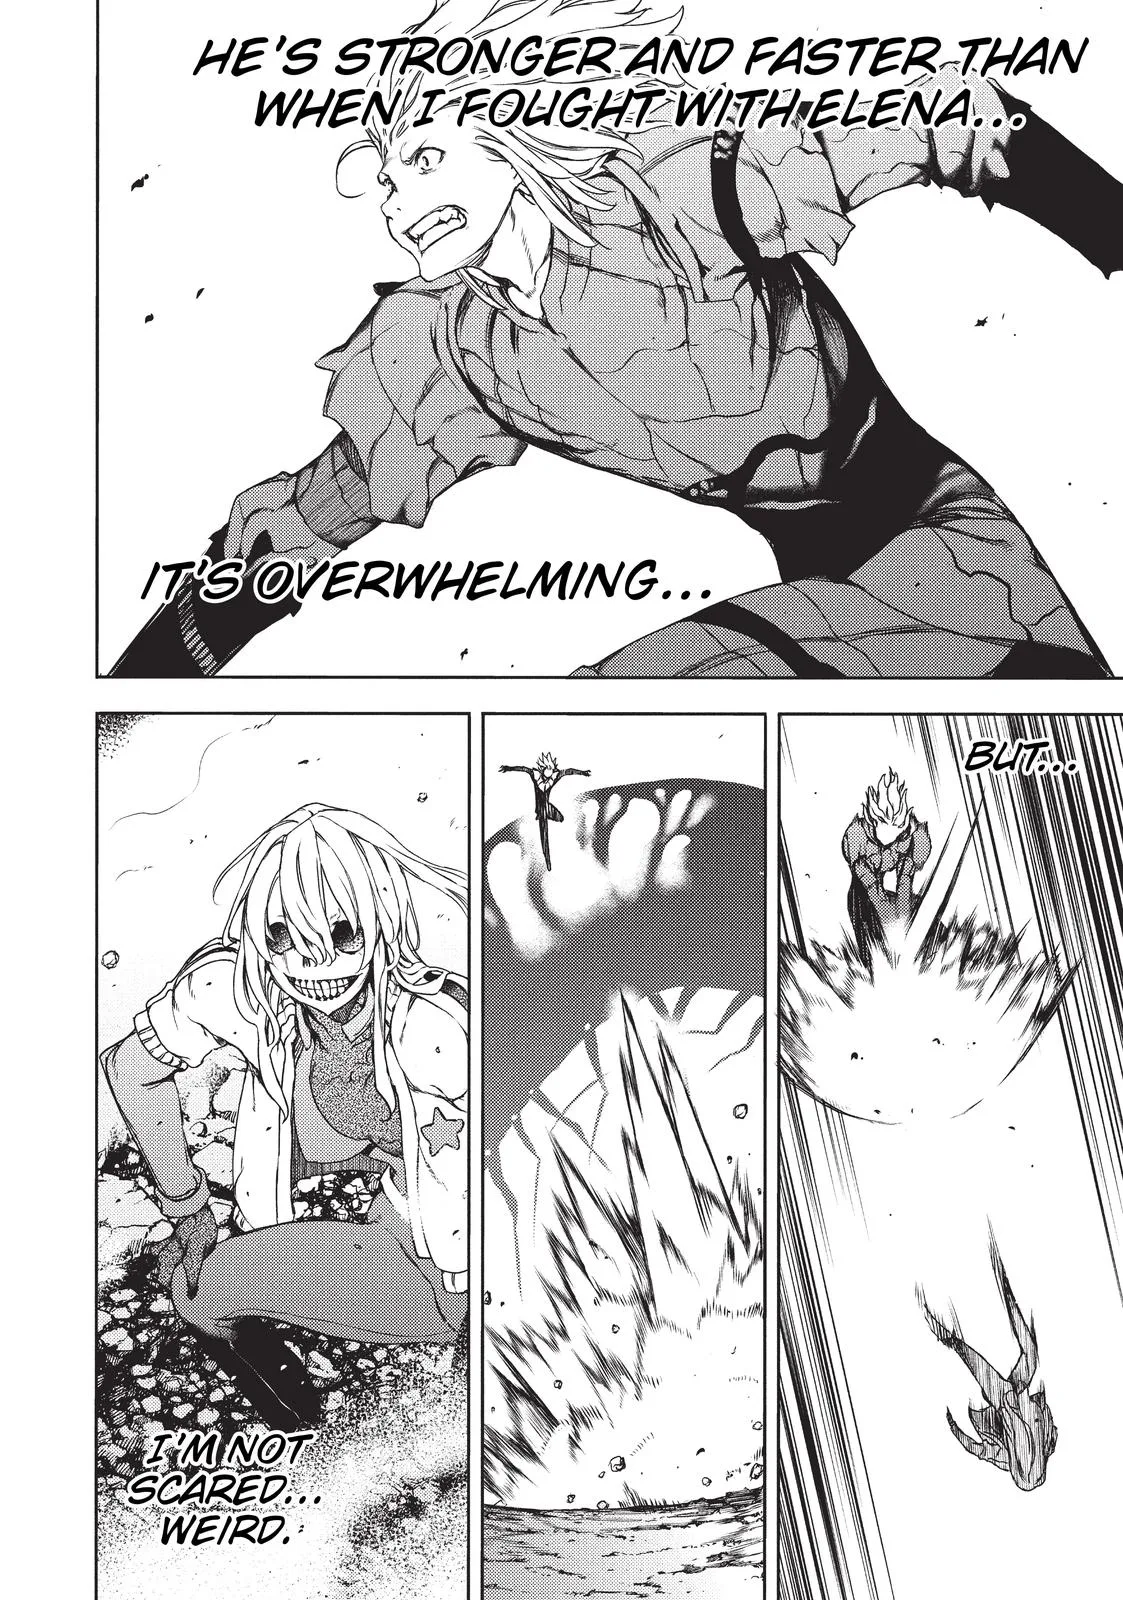 HE'S STRONGER AND FASTER THAN
WHEN I FOUGHT WITH ELENA...
IT'S OVERWHELMING...
BUT...
I'M NOT
SCARED...
WEIRD.